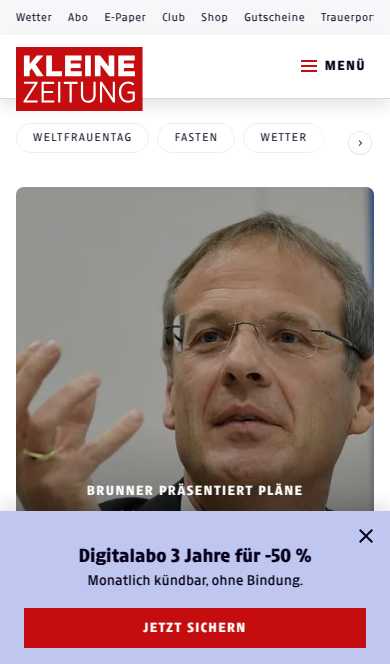 Wetter Abo E-Paper Club Shop Gutscheine Trauerpor
KLEINE
ZEITUNG
MENÜ
WELTFRAUENTAG FASTEN WETTER
BRUNNER PRÄSENTIERT PLÄNE
Digitalabo 3 Jahre für -50 %
Monatlich kündbar, ohne Bindung.
JETZT SICHERN